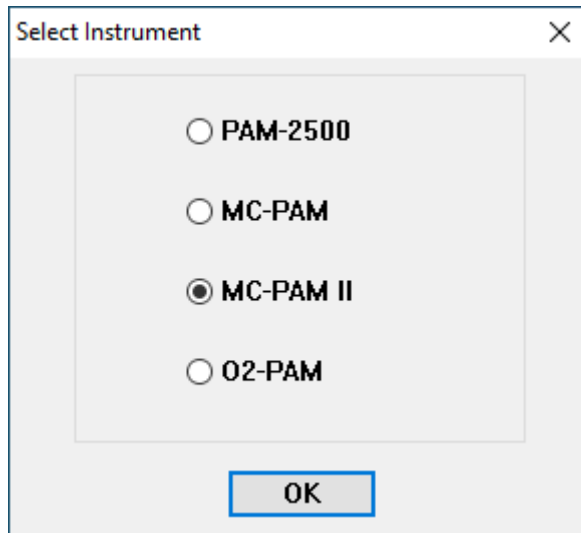 Select Instrument
PAM-2500
MC-PAM
MC-PAM II
O2-PAM
OK